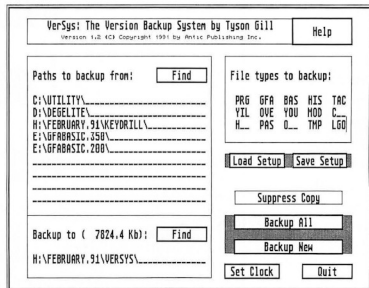 VerSys: The Version Backup System by Tyson Gill
Version 1.2 (C) Copyright 1991 by Antic Publishing Inc.
Help
Paths to backup from:
Find
C:\UTILITY\
D:\DEGELITE\
H:\FEBRUARY.91\KEYDRILL\
E:\GFABASIC.350\
E:\GFABASIC.200\
Backup to ( 7824.4 Kb):
Find
H:\FEBRUARY.91\VERSYS\
File types to backup:
PRG GFA BAS HIS TAC
YIL OVE YOU MOD C__
H__ PAS O__ TMP LGO
Load Setup
Save Setup
Suppress Copy
Backup All
Backup New
Set Clock
Quit